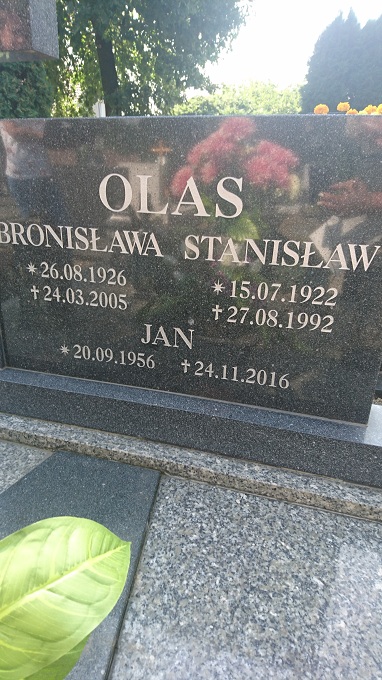 OLAS
BRONISŁAWA STANISŁAW
* 26.08.1926 * 15.07.1922
† 24.03.2005 † 27.08.1992
JAN
* 20.09.1956 † 24.11.2016